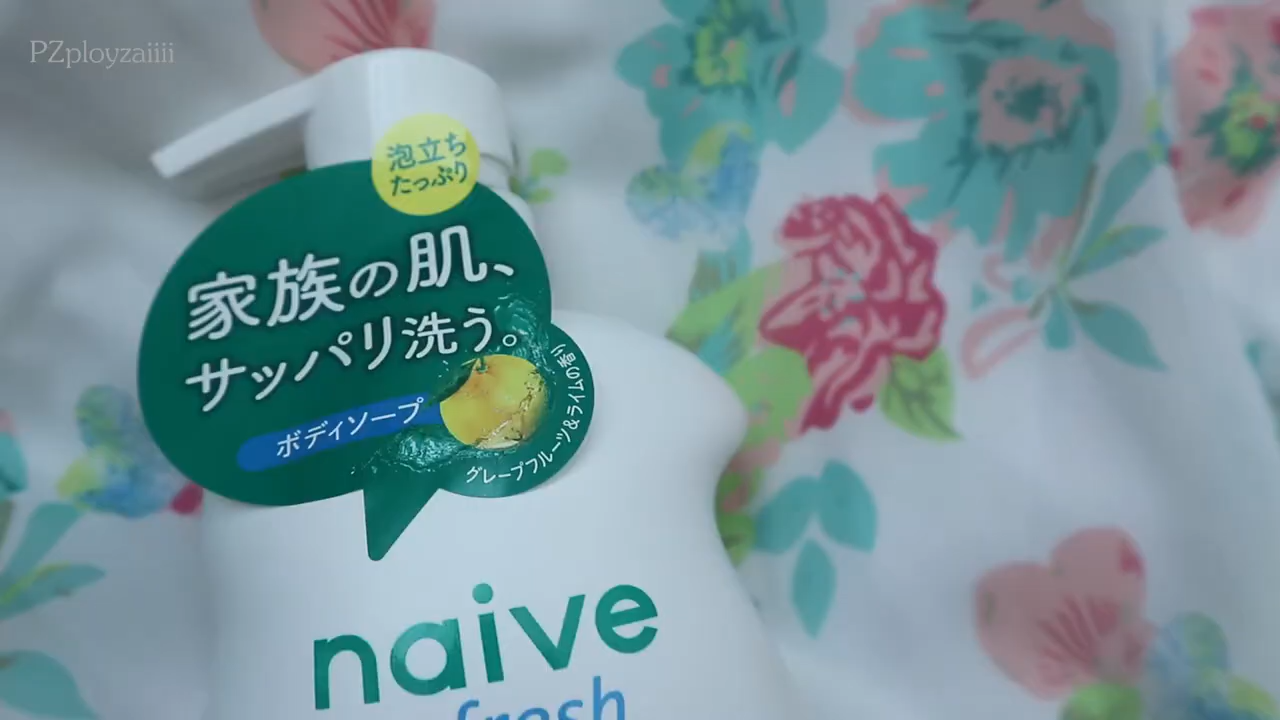 PZployzaiiii
泡立ち
たっぷり
家族の肌、
サッパリ洗う。
ボディソープ
グレープフルーツ&ライムの香り
naive
fresh